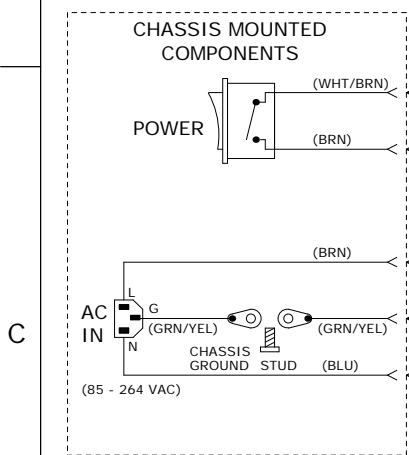 CHASSIS MOUNTED
COMPONENTS
(WHT/BRN)
POWER
(BRN)
(BRN)
L
AC
IN
G
(GRN/YEL)
(GRN/YEL)
C
N
CHASSIS
GROUND STUD
(BLU)
(85 - 264 VAC)